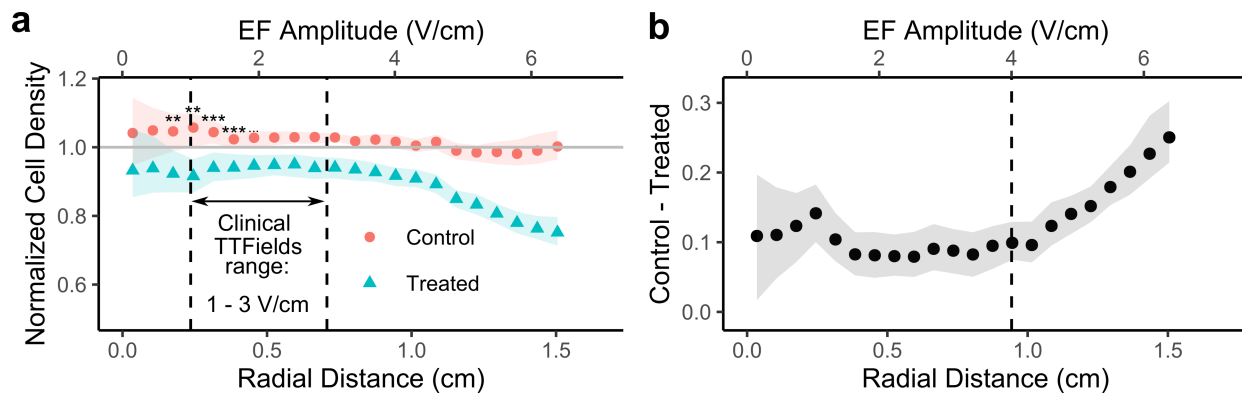 a
EF Amplitude (V/cm)
0 2 4 6
Normalized Cell Density
1.2
1.0
0.8
0.6
** ** *** *** ...
Clinical
TTFields
range:
1 - 3 V/cm
Control
Treated
0.0 0.5 1.0 1.5
Radial Distance (cm)
b
EF Amplitude (V/cm)
0 2 4 6
Control - Treated
0.3
0.2
0.1
0.0
0.0 0.5 1.0 1.5
Radial Distance (cm)